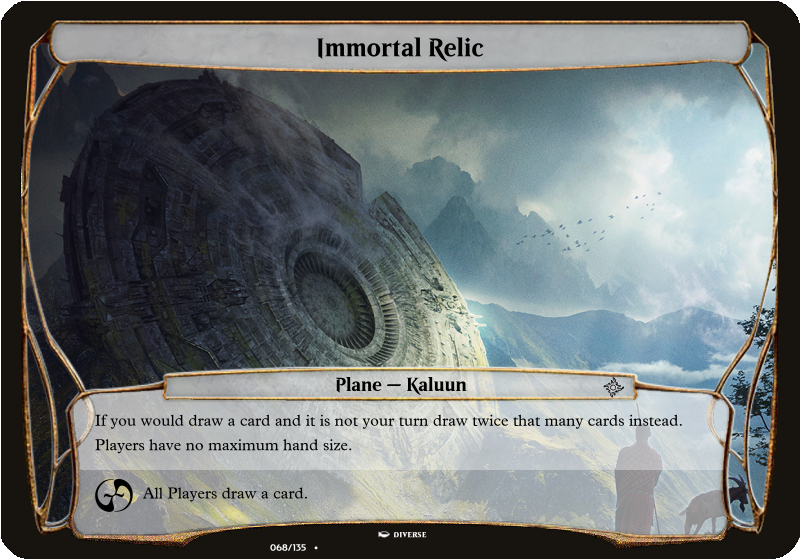 Immortal Relic
Plane — Kaluun
If you would draw a card and it is not your turn draw twice that many cards instead.
Players have no maximum hand size.
All Players draw a card.
DIVERSE
068/135 •